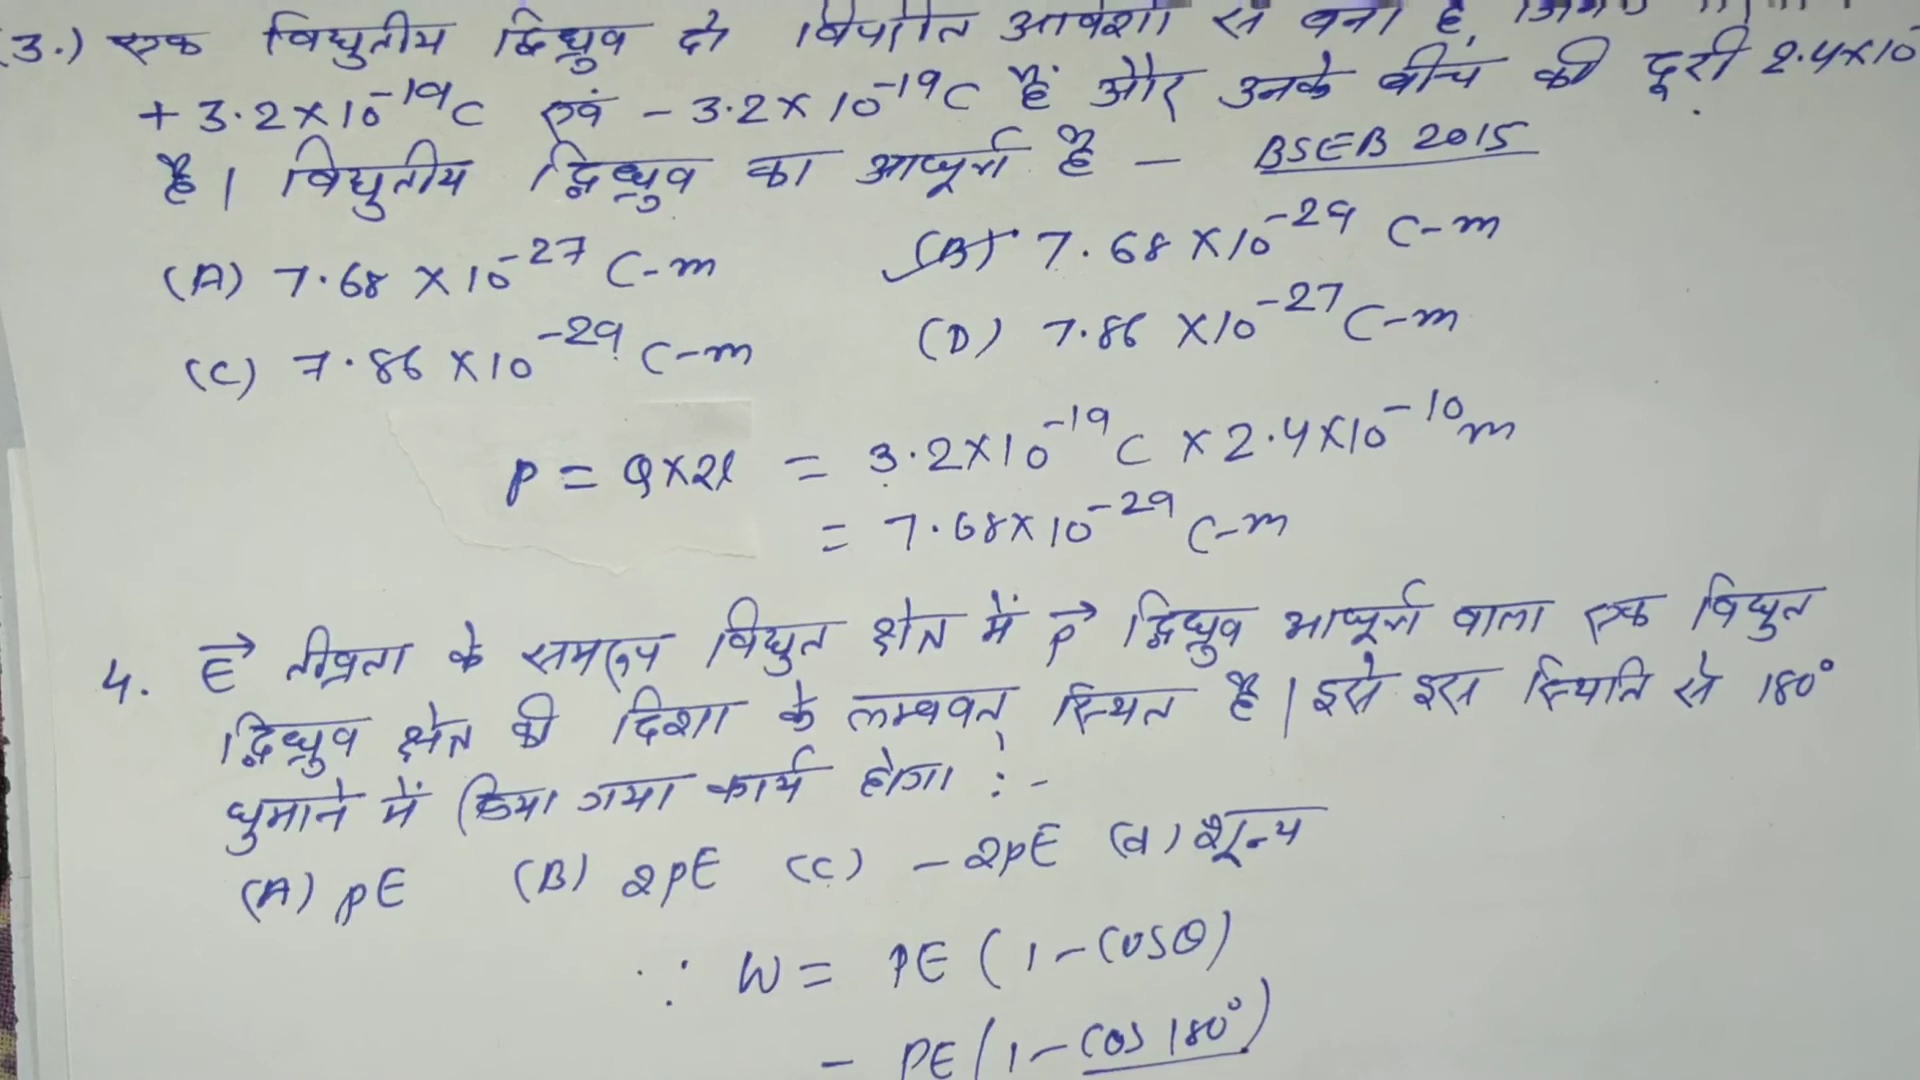 3.) एक विद्युतीय द्विध्रुव दो विपरीत आवेशों से बना है,
+3.2×10⁻¹⁹C एवं -3.2×10⁻¹⁹C हैं और उनके बीच की दूरी 2.4×10
है। विद्युतीय द्विध्रुव का आघूर्ण है - BSEB 2015
(A) 7.68 ×10⁻²⁷ C-m (B) 7.68 ×10⁻²⁹ C-m
(C) 7.86 ×10⁻²⁹ C-m (D) 7.86 ×10⁻²⁷ C-m
P = Q×2l = 3.2×10⁻¹⁹C × 2.4×10⁻¹⁰m
= 7.68×10⁻²⁹ C-m
4. E⃗ तीव्रता के समरूप विद्युत क्षेत्र में p⃗ द्विध्रुव आघूर्ण वाला एक विद्युत
द्विध्रुव क्षेत्र की दिशा के लम्बवत् स्थित है। इसे इस स्थिति से 180°
घुमाने में किया गया कार्य होगा :-
(A) pE (B) 2pE (C) -2pE (d) शून्य
∵ W = PE (1-cosθ)
- PE (1-cos 180°)